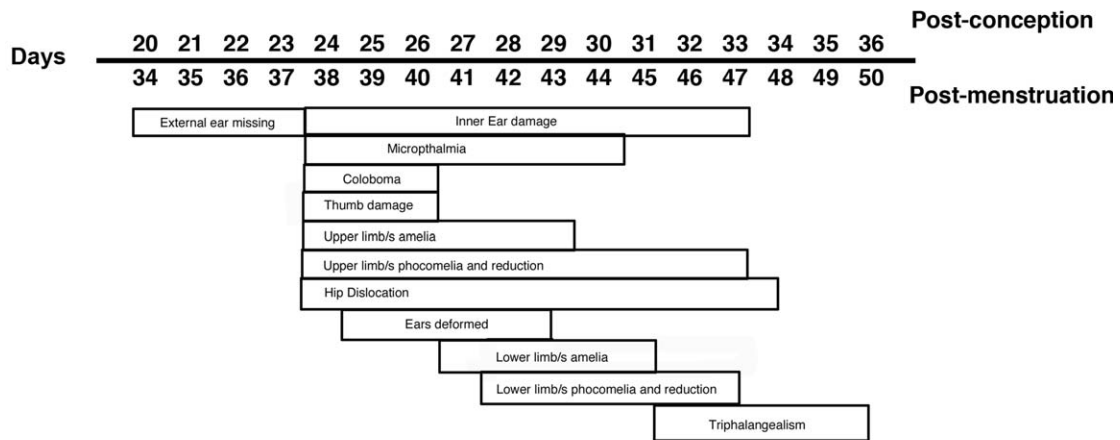 Post-conception
20 21 22 23 24 25 26 27 28 29 30 31 32 33 34 35 36
Days
34 35 36 37 38 39 40 41 42 43 44 45 46 47 48 49 50
Post-menstruation
External ear missing Inner Ear damage
Micropthalmia
Coloboma
Thumb damage
Upper limb/s amelia
Upper limb/s phocomelia and reduction
Hip Dislocation
Ears deformed
Lower limb/s amelia
Lower limb/s phocomelia and reduction
Triphalangealism